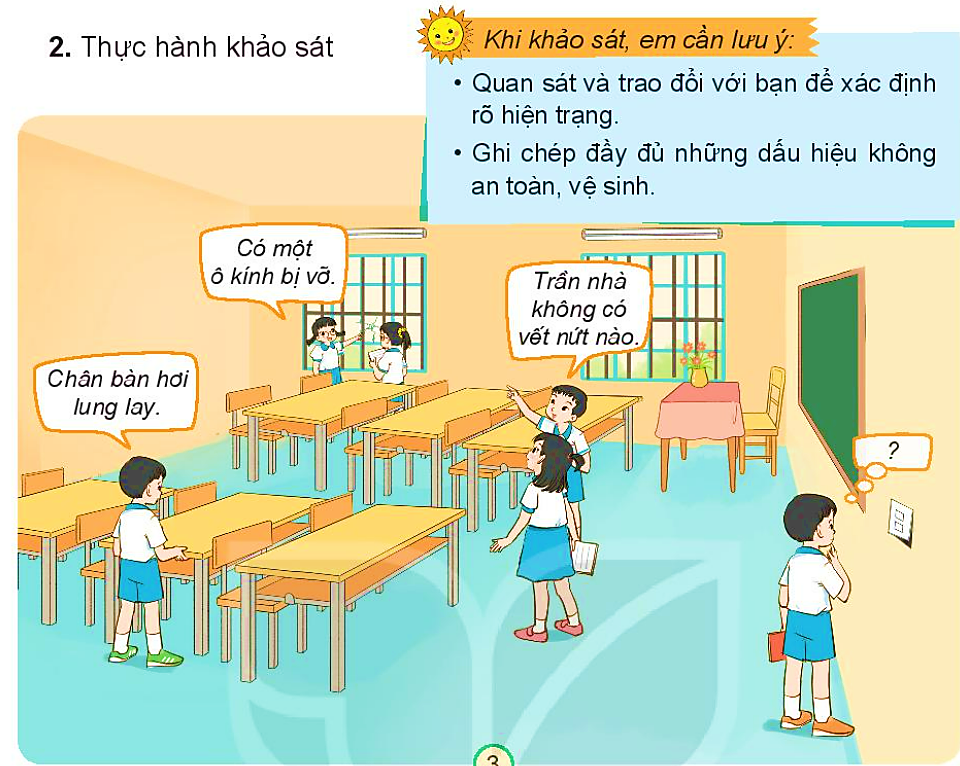 2. Thực hành khảo sát
Khi khảo sát, em cần lưu ý:
• Quan sát và trao đổi với bạn để xác định
rõ hiện trạng.
• Ghi chép đầy đủ những dấu hiệu không
an toàn, vệ sinh.
Có một
ô kính bị vỡ.
Trần nhà
không có
vết nứt nào.
Chân bàn hơi
lung lay.
?
3